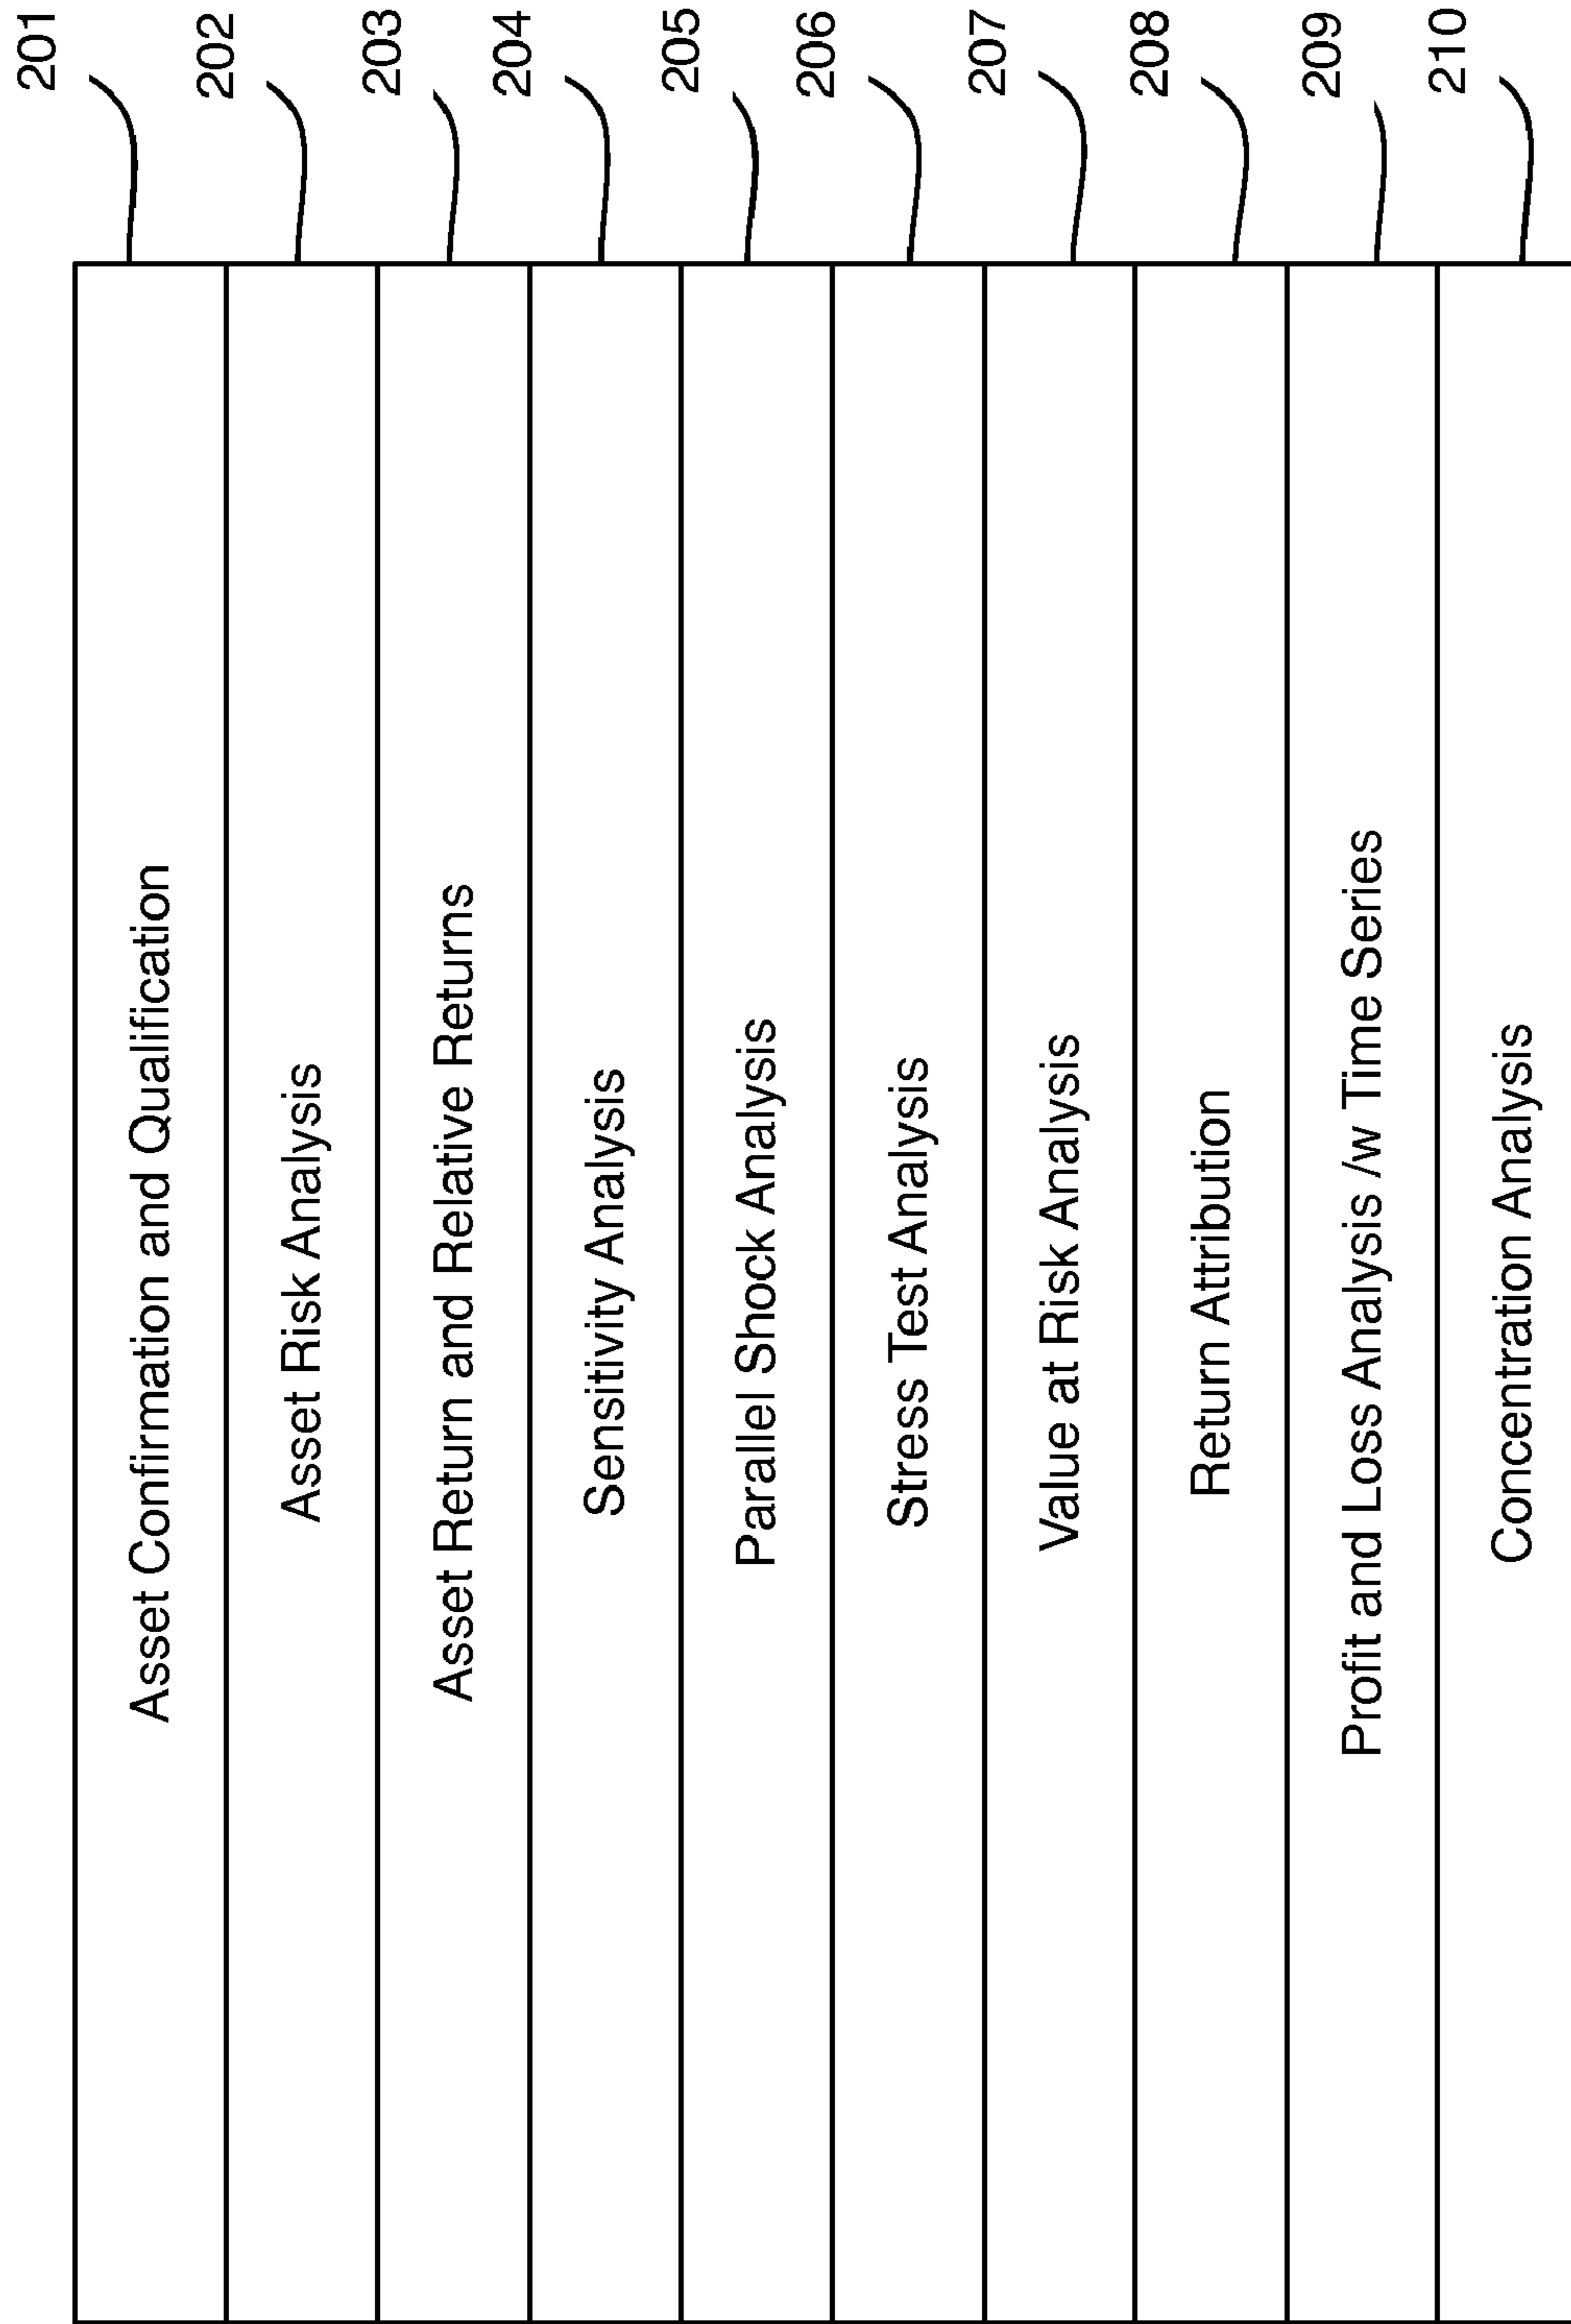 Asset Confirmation and Qualification 201
Asset Risk Analysis 202
Asset Return and Relative Returns 203
Sensitivity Analysis 204
Parallel Shock Analysis 205
Stress Test Analysis 206
Value at Risk Analysis 207
Return Attribution 208
Profit and Loss Analysis /w Time Series 209
Concentration Analysis 210